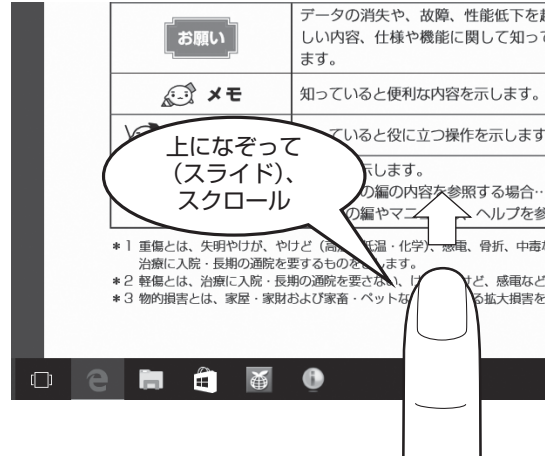 データの消失や、故障、性能低下を
お願い
しい内容、仕様や機能に関して知って
ます。
メモ
知っていると便利な内容を示します。
ていると役に立つ操作を示します
上になぞって
（スライド）、
スクロール
示します。
の編の内容を参照する場合…
の編やマニ
ヘルプを参
＊1 重傷とは、失明やけが、やけど（高
低温・化学）、感電、骨折、中毒
治療に入院・長期の通院を要するものを
します。
＊2 軽傷とは、治療に入院・長期の通院を要さない、け
けど、感電など
＊3 物的損害とは、家屋・家財および家畜・ペット
る拡大損害を